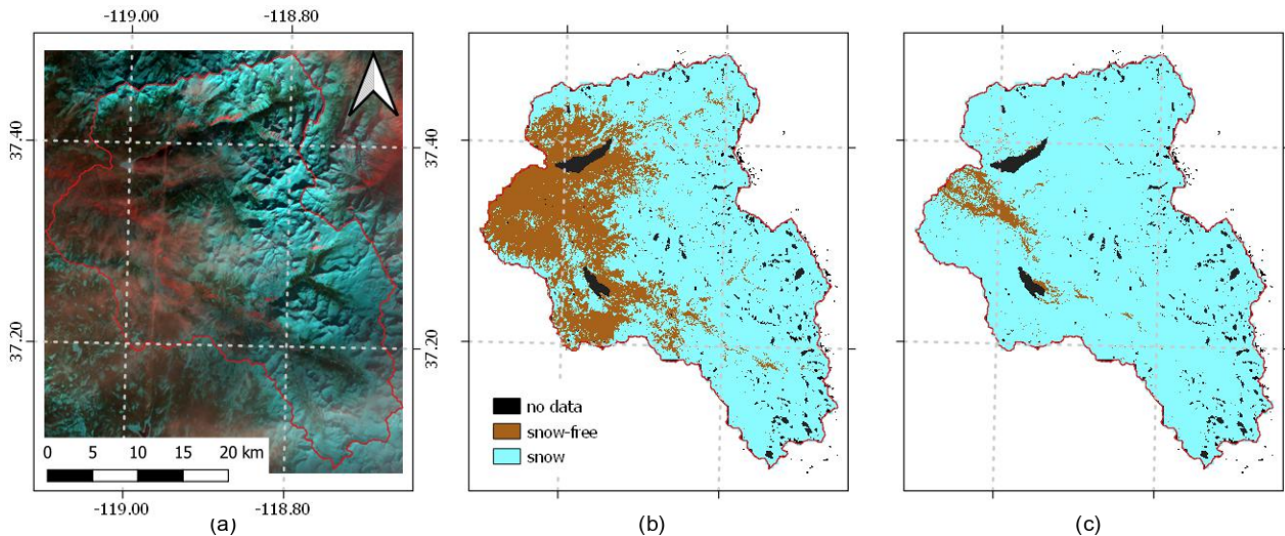 -119.00
-118.80
37.40
37.20
0 5 10 15 20 km
-119.00
-118.80
(a)
37.40
37.20
no data
snow-free
snow
(b)
(c)